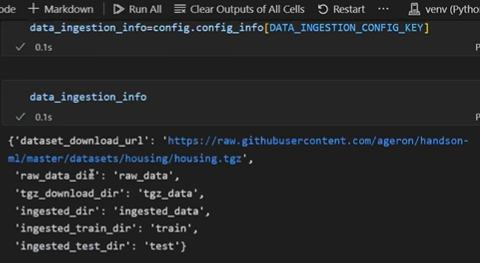 ode + Markdown Run All Clear Outputs of All Cells Restart ... venv (Pytho
data_ingestion_info=config.config_info[DATA_INGESTION_CONFIG_KEY]
0.1s
data_ingestion_info
0.1s
{'dataset_download_url': 'https://raw.githubusercontent.com/ageron/handson-
ml/master/datasets/housing/housing.tgz',
'raw_data_dir': 'raw_data',
'tgz_download_dir': 'tgz_data',
'ingested_dir': 'ingested_data',
'ingested_train_dir': 'train',
'ingested_test_dir': 'test'}